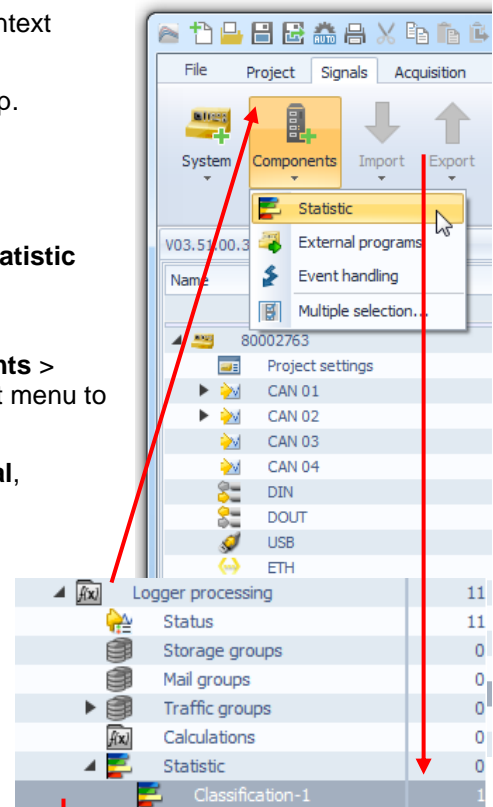 ntext
p.
atistic
nts >
t menu to
al,
File Project Signals Acquisition
System Components Import Export
Statistic
External programs
Event handling
Multiple selection...
V03.51.00.3
Name
80002763
Project settings
CAN 01
CAN 02
CAN 03
CAN 04
DIN
DOUT
USB
ETH
Logger processing 11
Status 11
Storage groups 0
Mail groups 0
Traffic groups 0
Calculations 0
Statistic 0
Classification-1 1